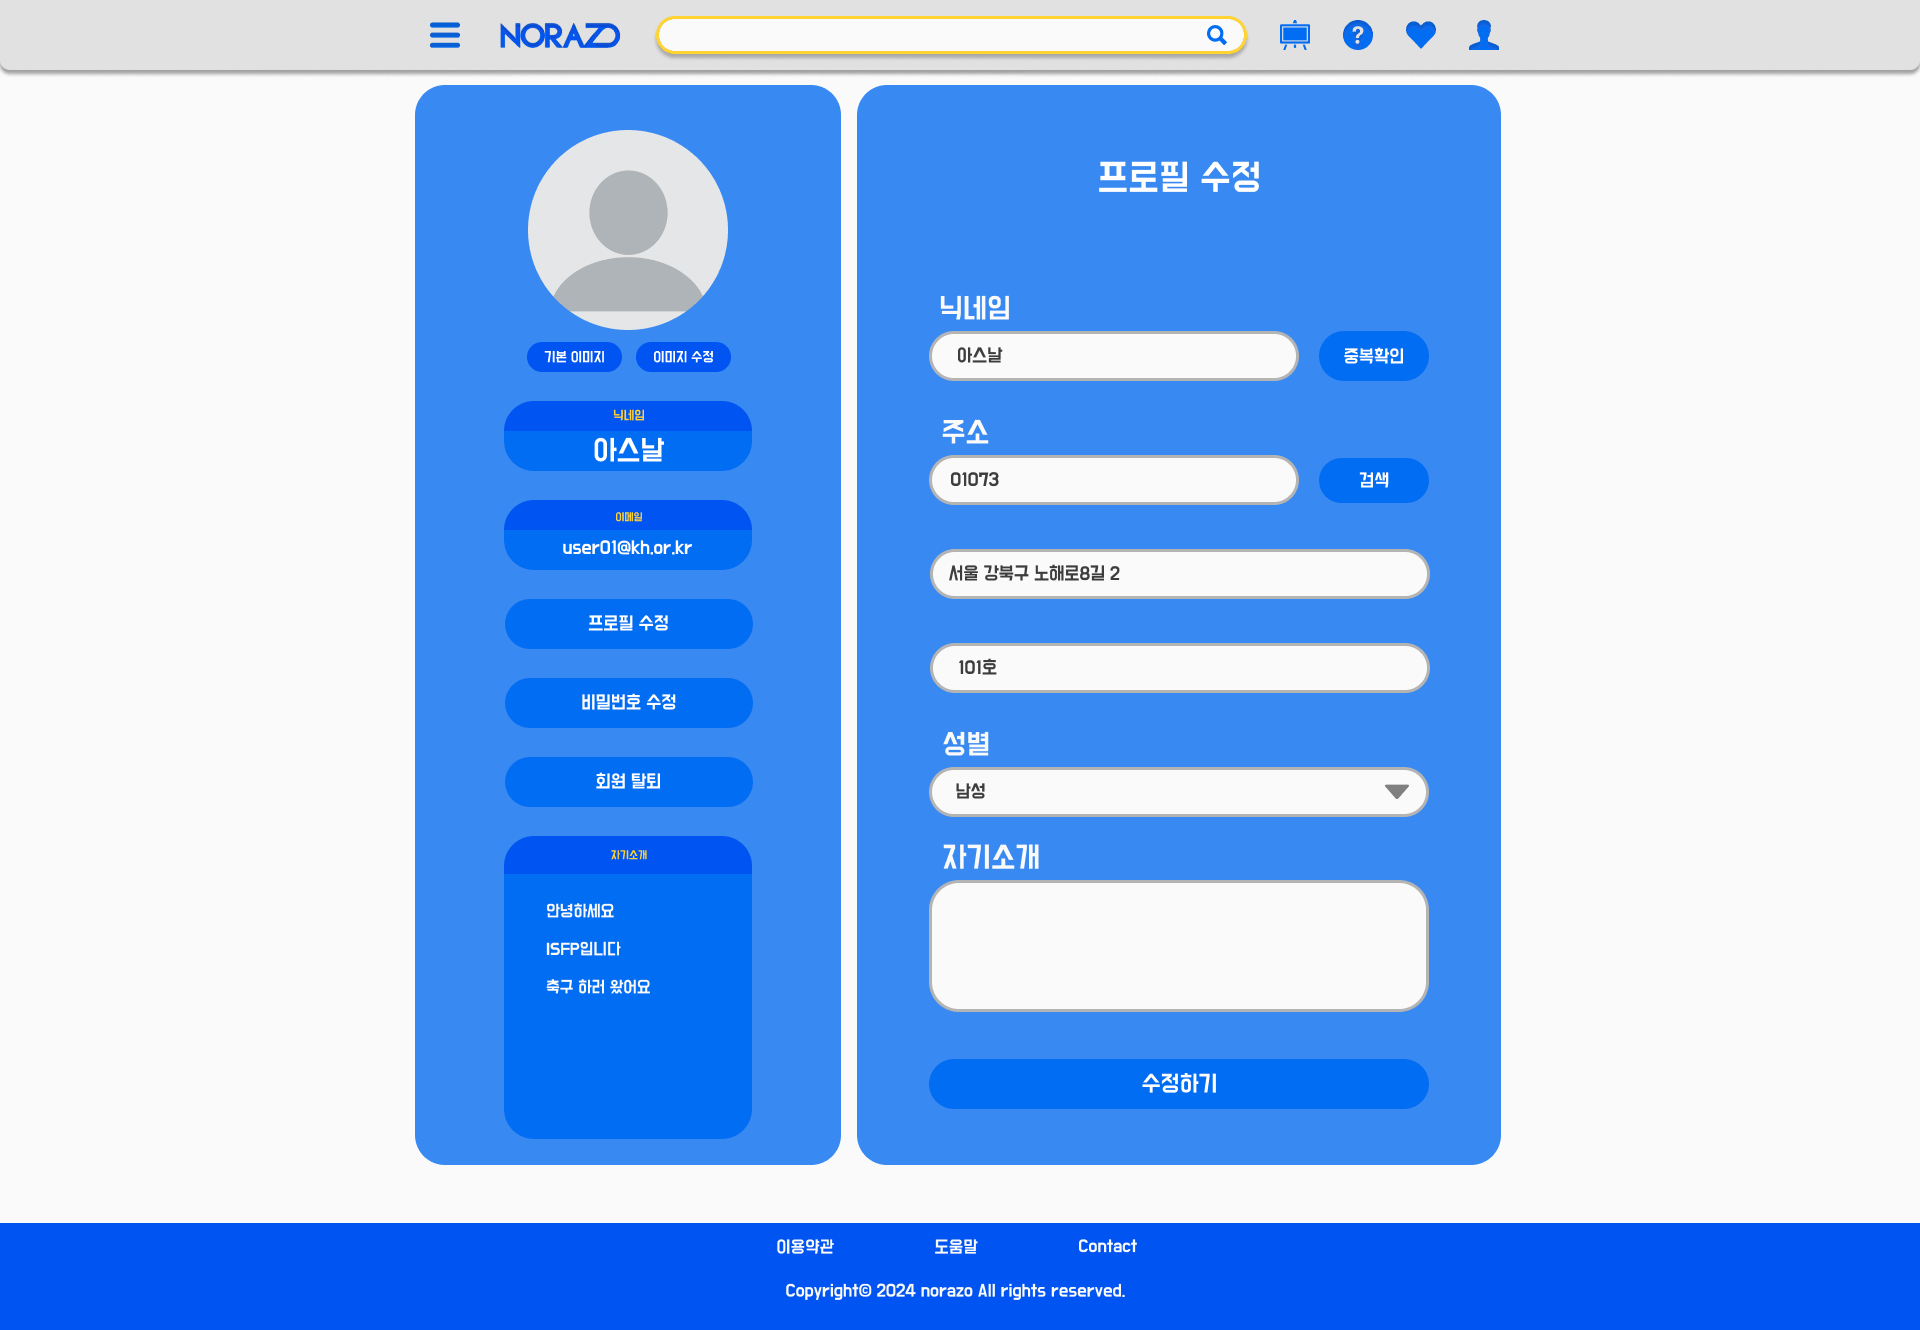 NORAZO
기본 이미지
이미지 수정
닉네임
아스날
이메일
user01@kh.or.kr
프로필 수정
비밀번호 수정
회원 탈퇴
자기소개
안녕하세요
ISFP입니다
축구 하러 왔어요
프로필 수정
닉네임
아스날
중복확인
주소
01073
검색
서울 강북구 노해로8길 2
101호
성별
남성
자기소개
수정하기
이용약관
도움말
Contact
Copyright© 2024 norazo All rights reserved.